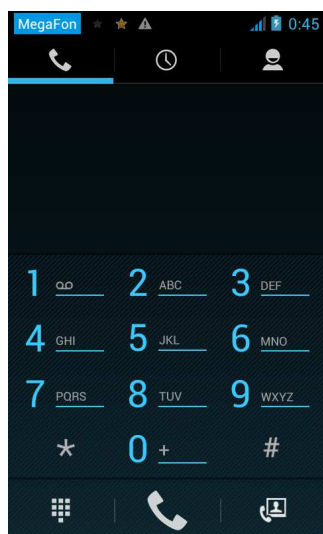 MegaFon 0:45
1 2 ABC 3 DEF
4 GHI 5 JKL 6 MNO
7 PQRS 8 TUV 9 WXYZ
* 0 + #